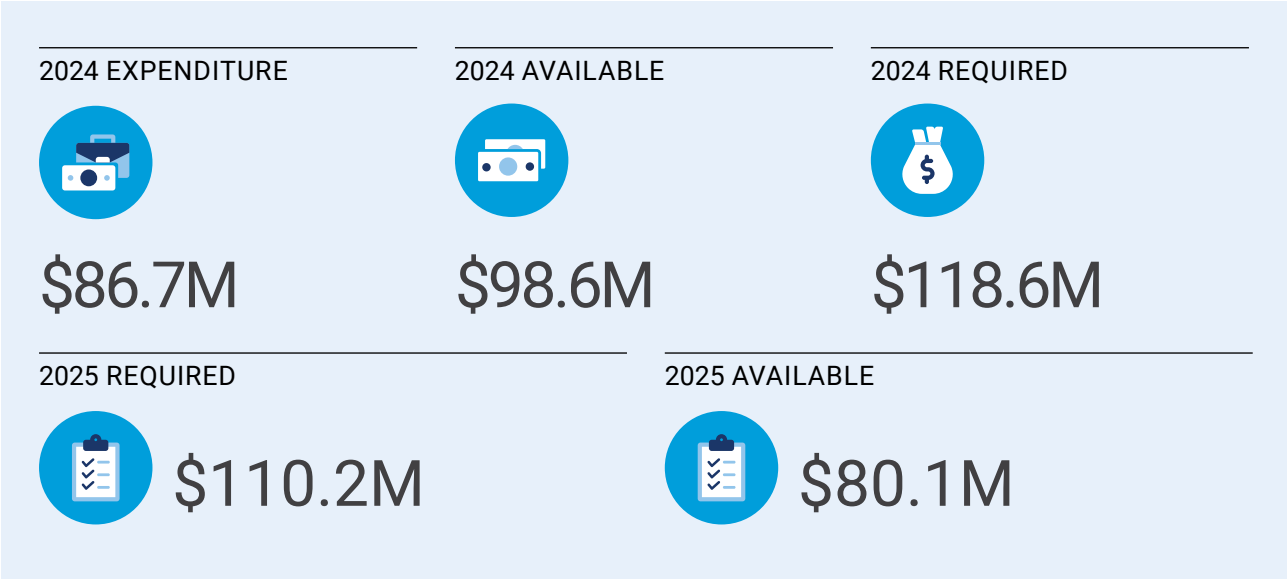 2024 EXPENDITURE
2024 AVAILABLE
2024 REQUIRED
$
$86.7M
$98.6M
$118.6M
2025 REQUIRED
2025 AVAILABLE
$110.2M
$80.1M